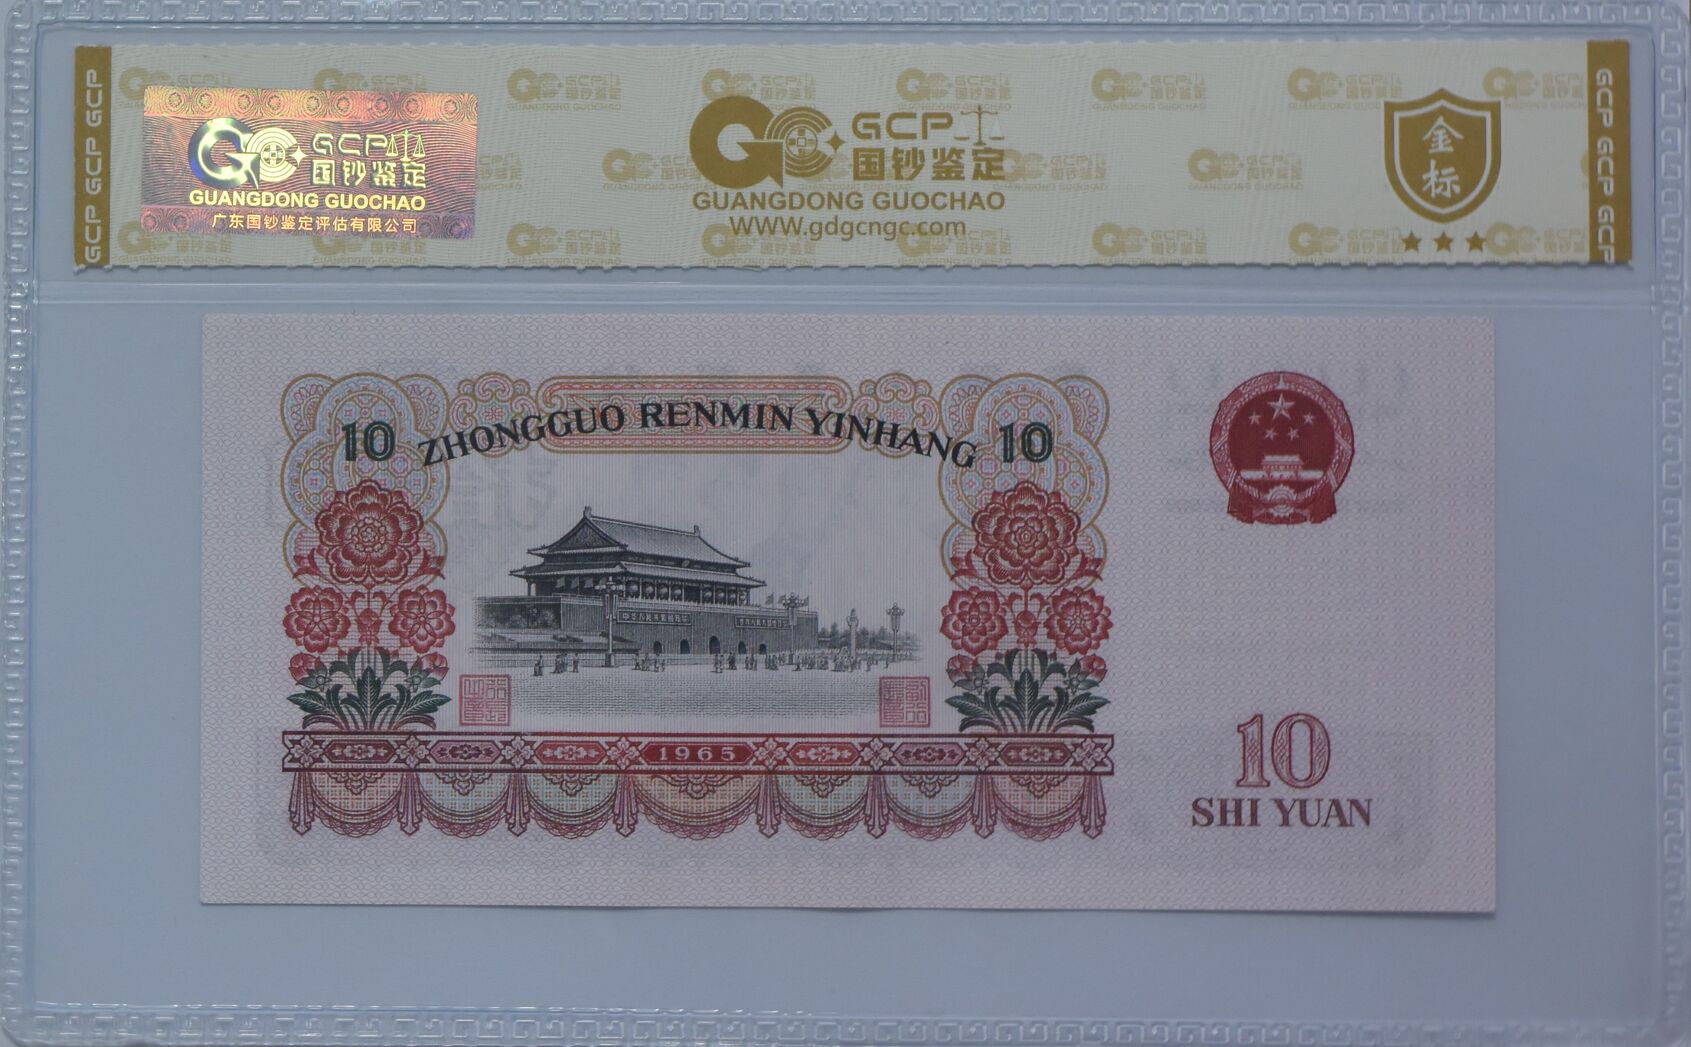 GCP GCP GCP
GCP
国钞鉴定
GUANGDONG GUOCHAO
广东国钞鉴定评估有限公司
GCP
国钞鉴定
GUANGDONG GUOCHAO
WWW.gdgcngc.com
金标
GCP GCP GCP
10 ZHONGGUO RENMIN YINHANG 10
1965
10
SHI YUAN